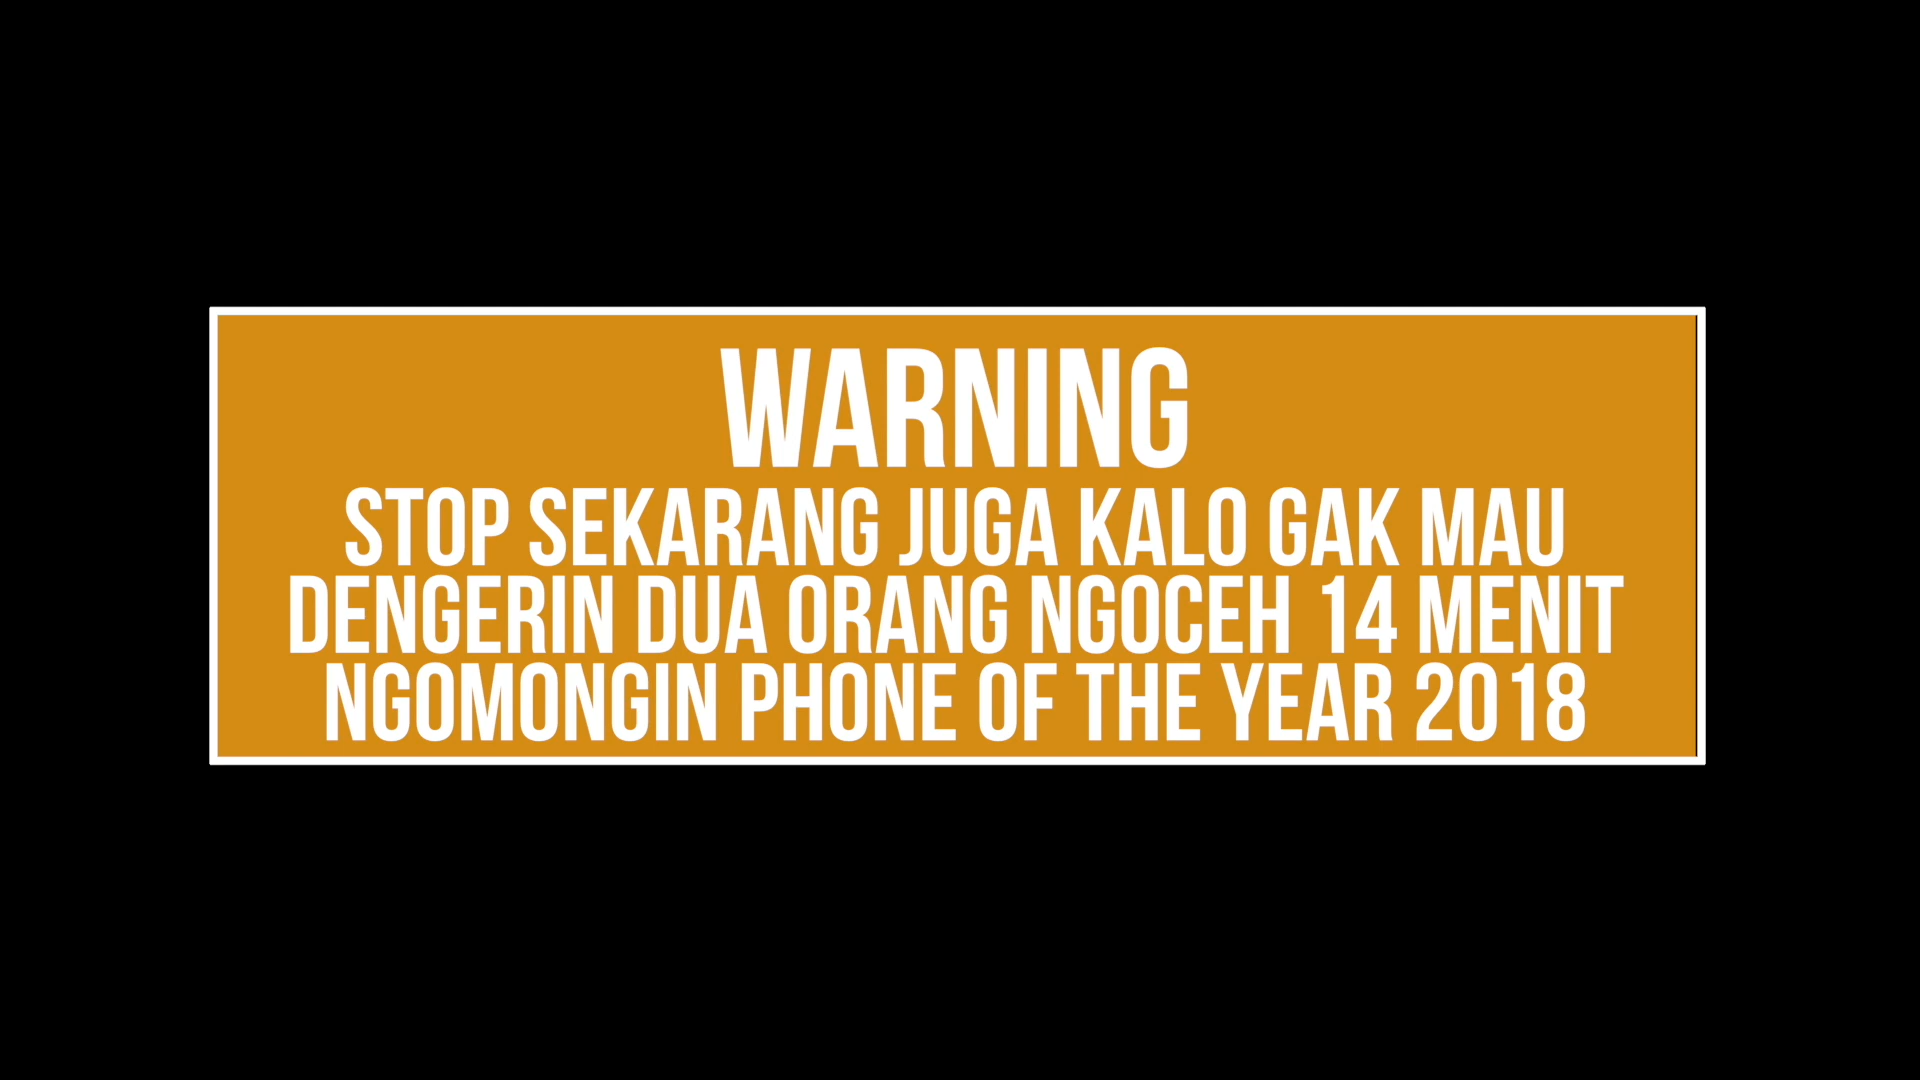 WARNING
STOP SEKARANG JUGA KALO GAK MAU
DENGERIN DUA ORANG NGOCEH 14 MENIT
NGOMONGIN PHONE OF THE YEAR 2018